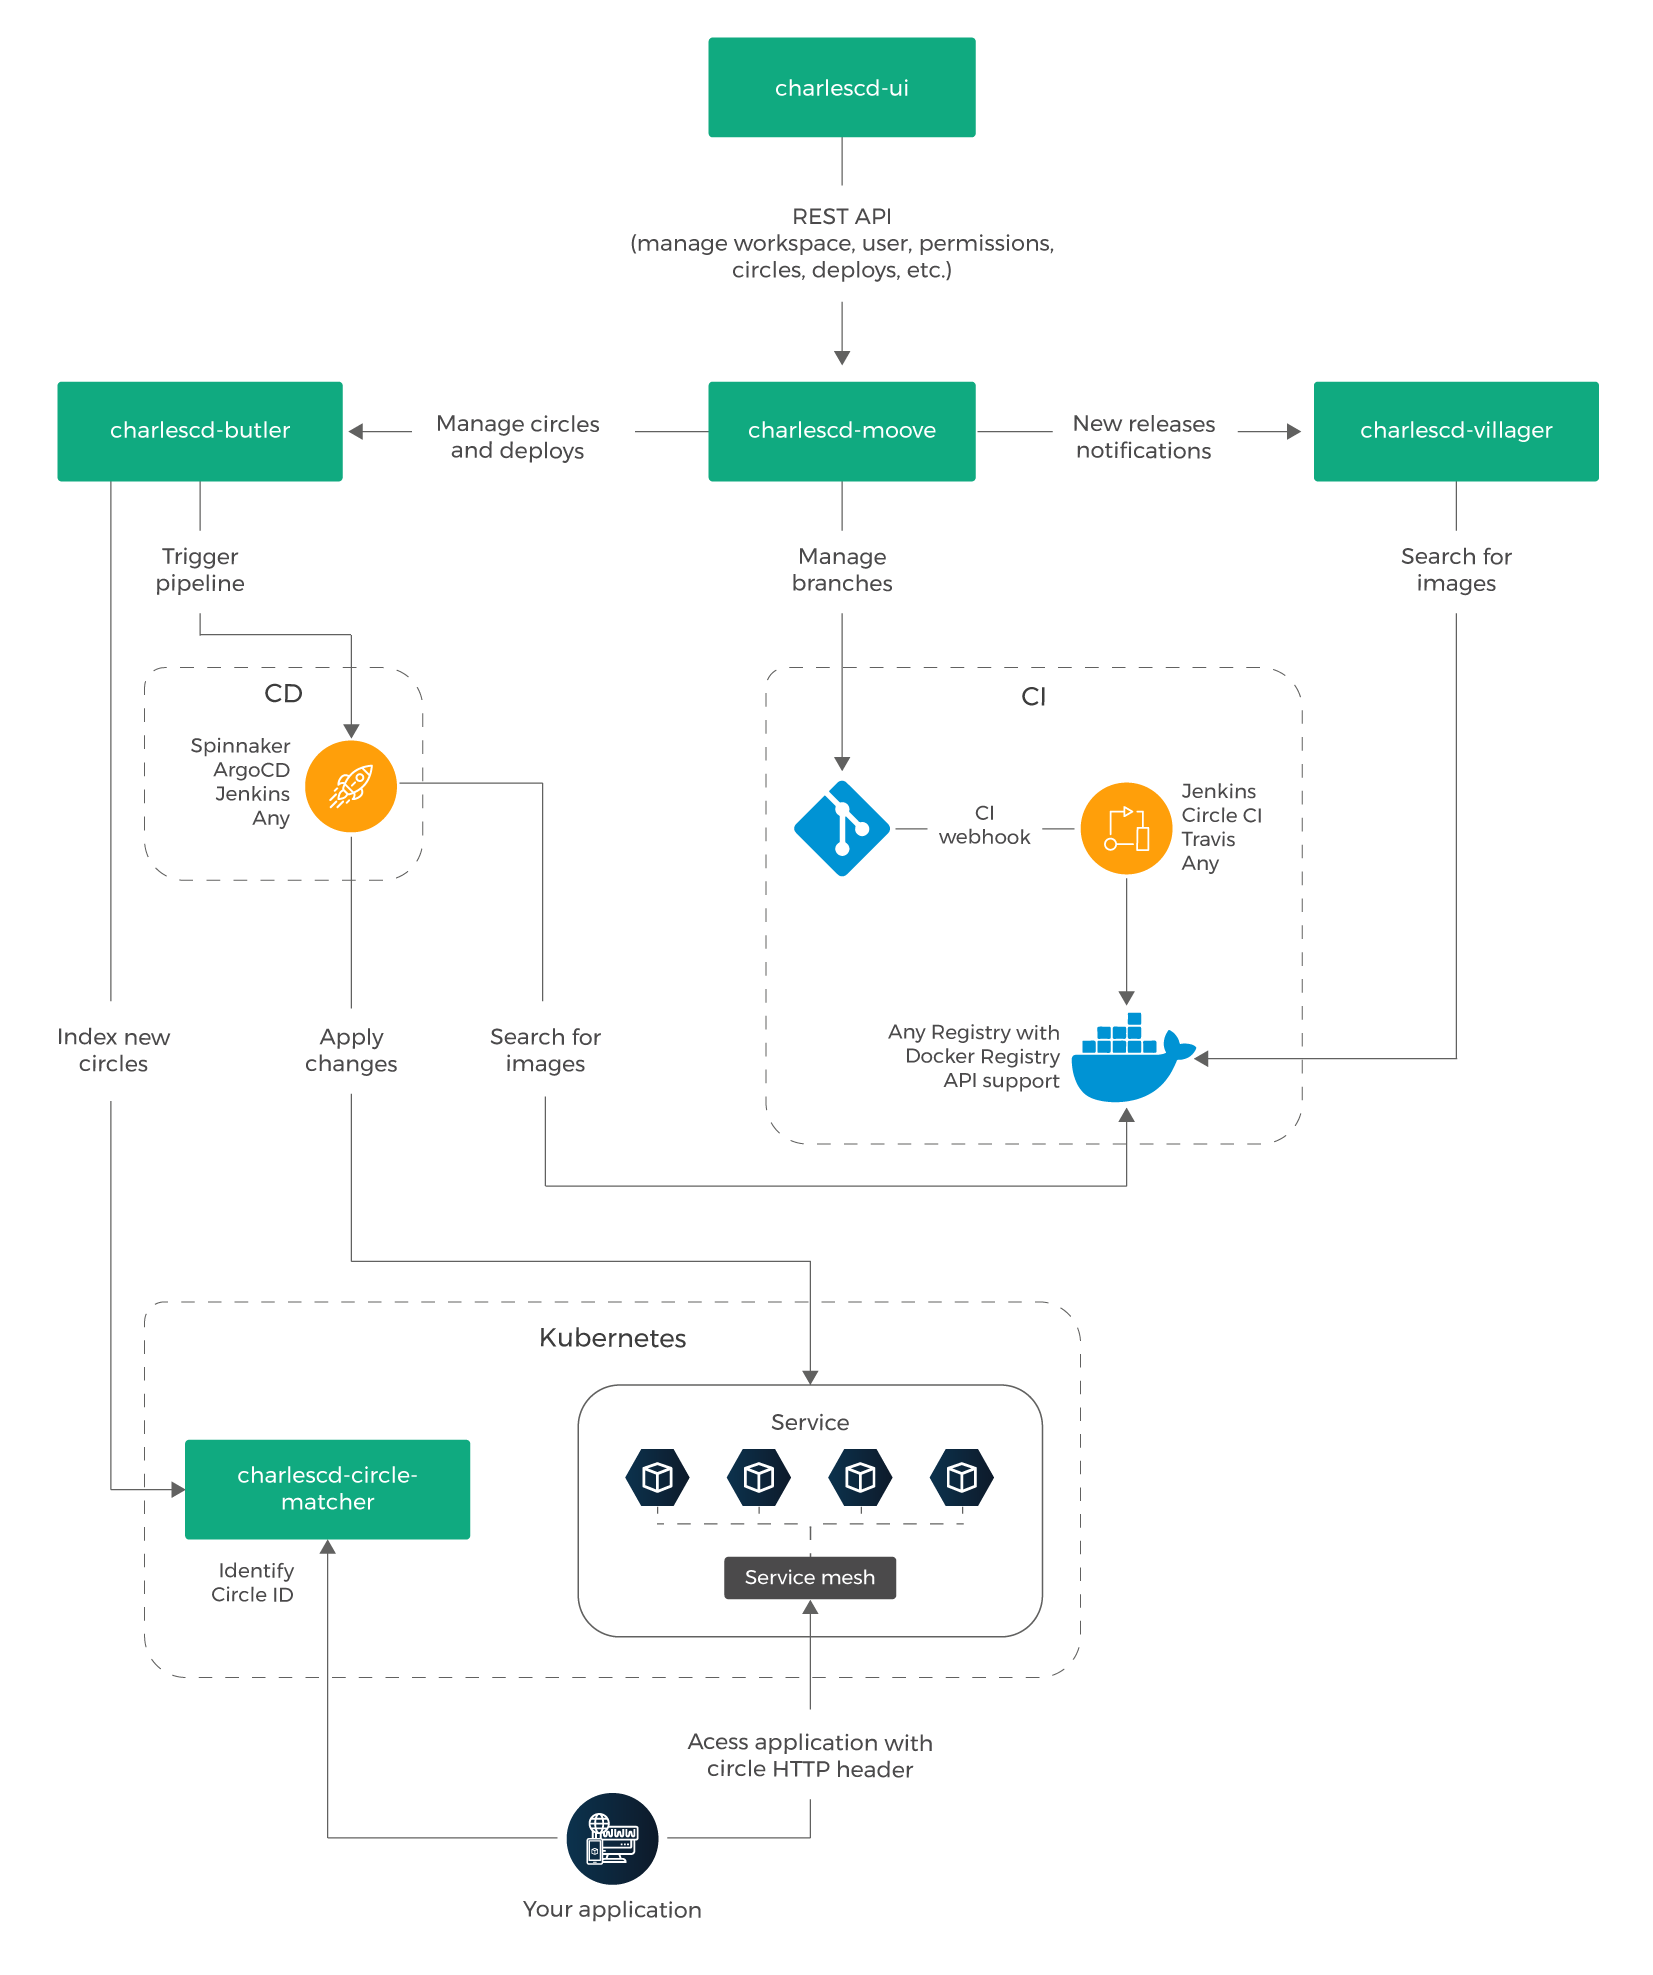 charlescd-ui
REST API
(manage workspace, user, permissions,
circles, deploys, etc.)
charlescd-butler
Manage circles
and deploys
charlescd-moove
New releases
notifications
charlescd-villager
Trigger
pipeline
Manage
branches
Search for
images
CD
Spinnaker
ArgoCD
Jenkins
Any
CI
CI
webhook
Jenkins
Circle CI
Travis
Any
Any Registry with
Docker Registry
API support
Index new
circles
Apply
changes
Search for
images
Kubernetes
Service
charlescd-circle-
matcher
Identify
Circle ID
Service mesh
Acess application with
circle HTTP header
WWW
Your application